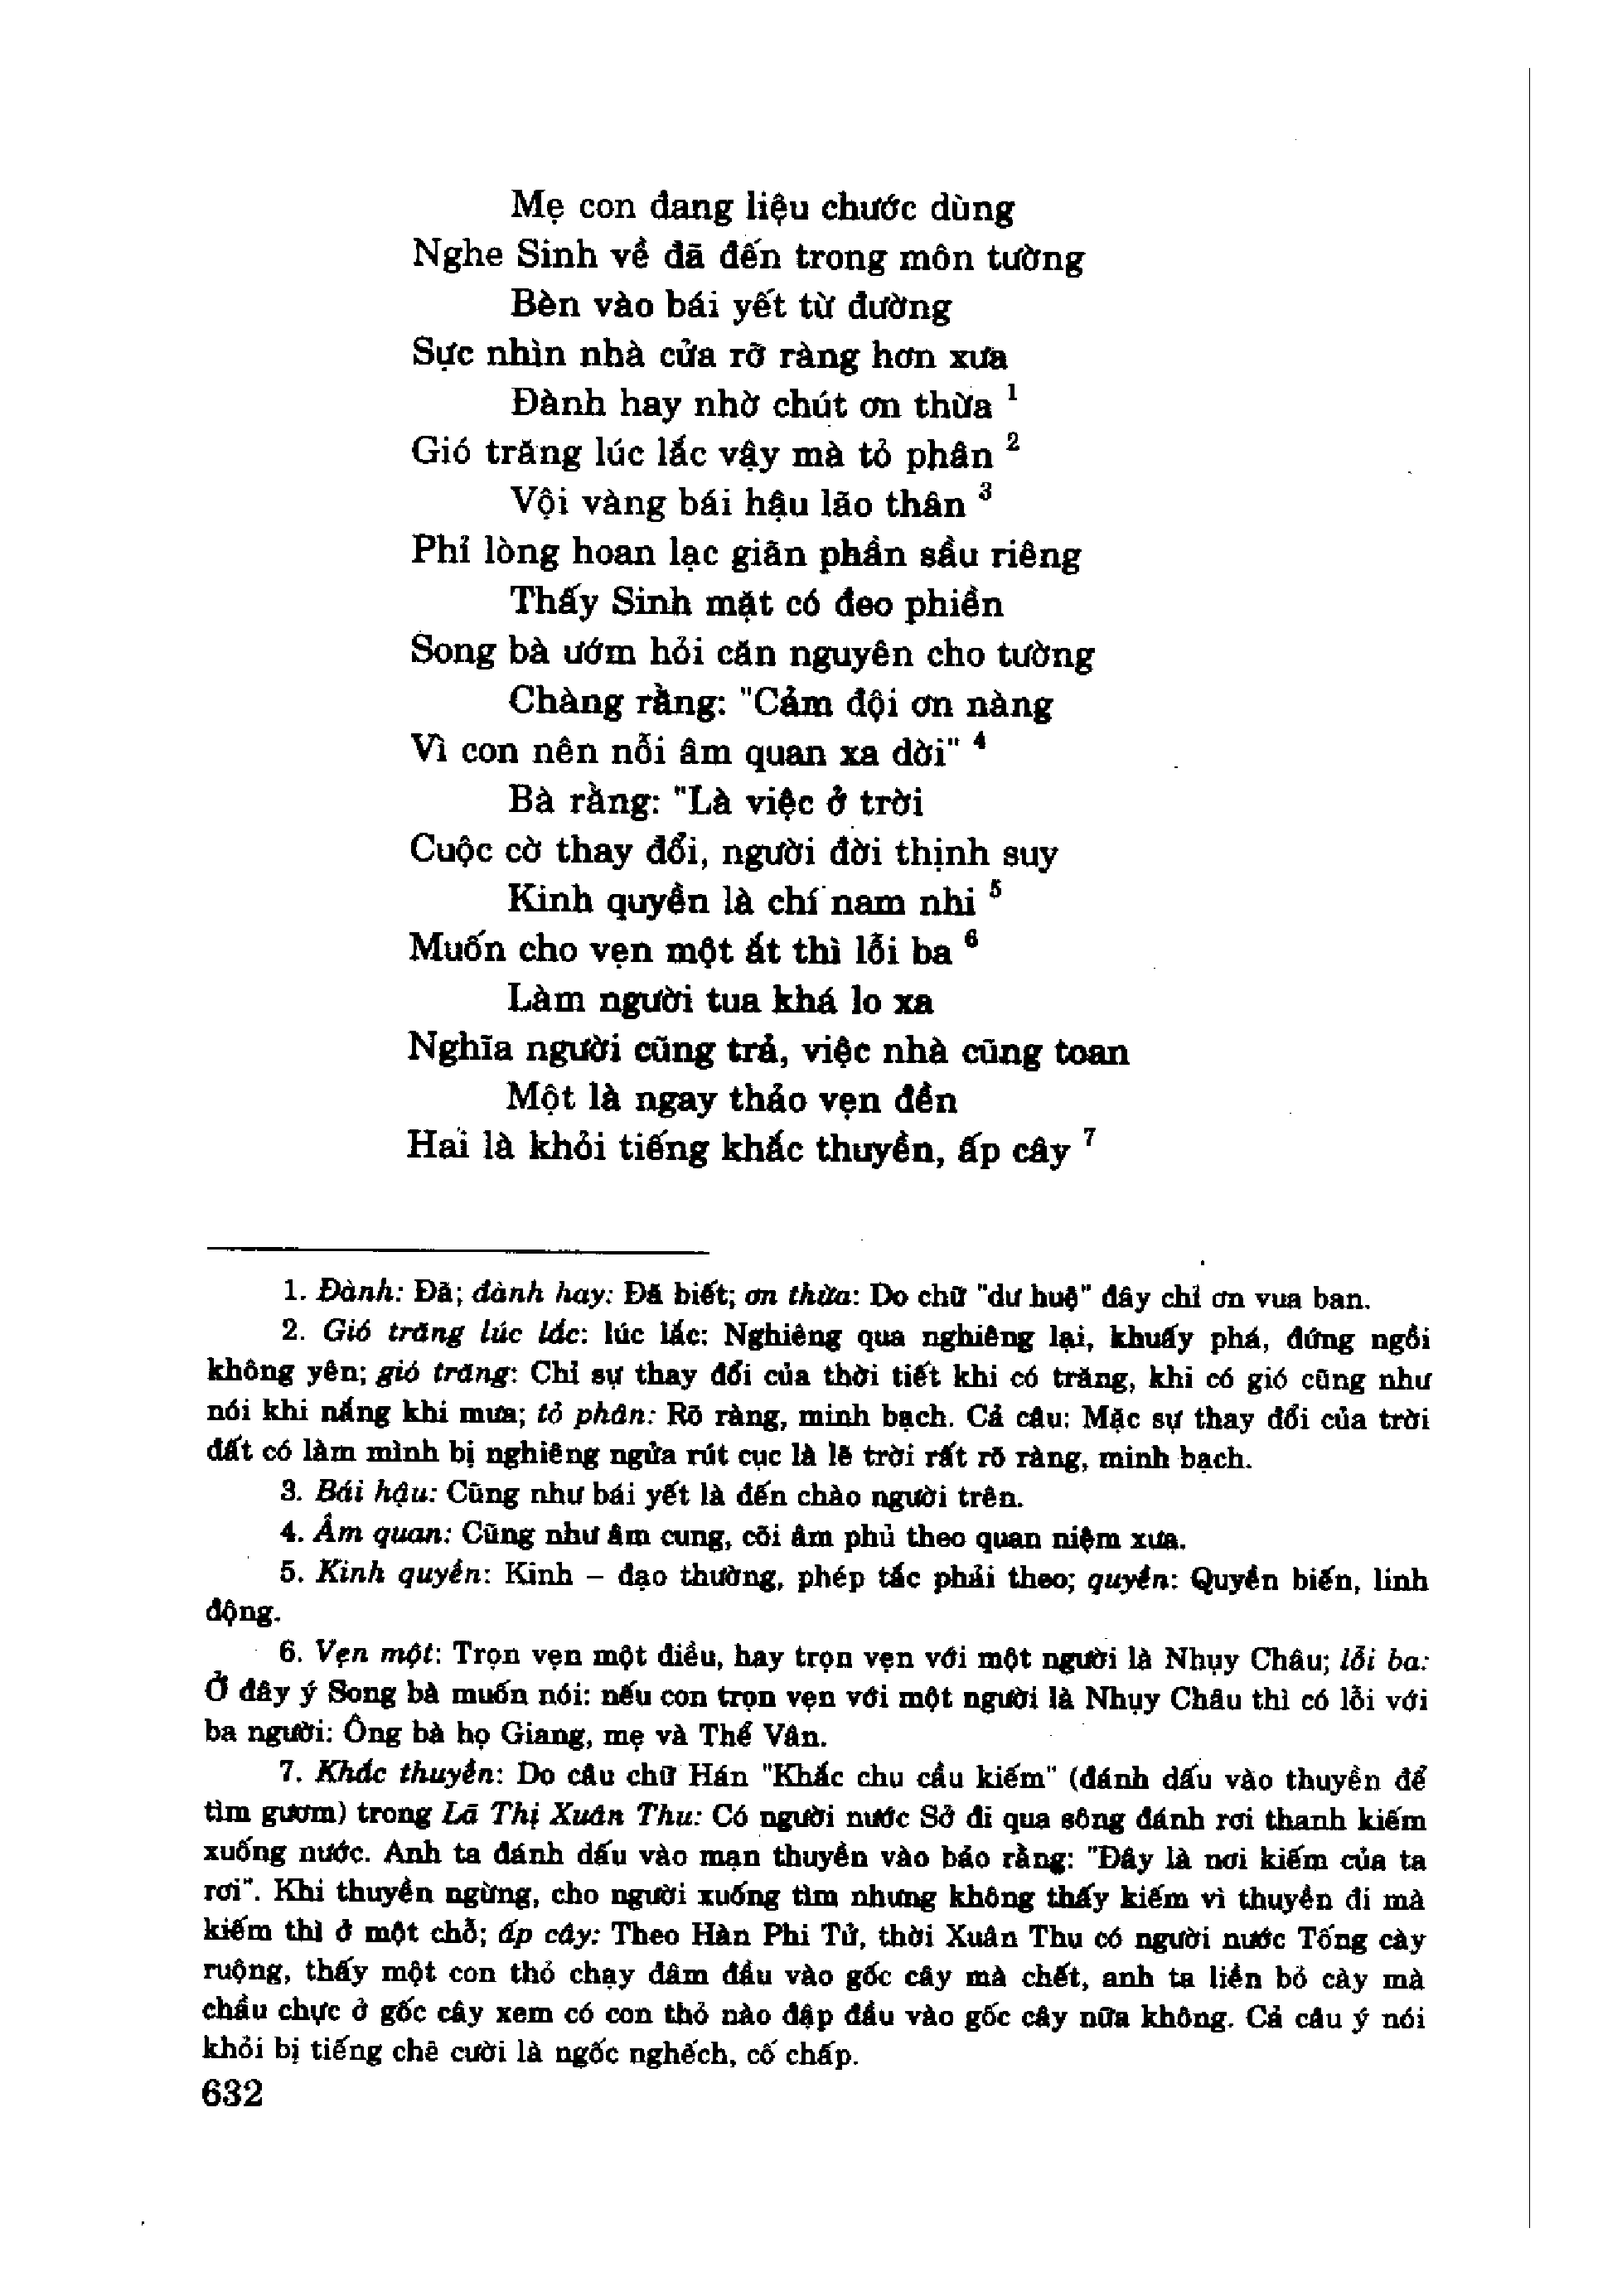 Mẹ con đang liệu chước dùng
Nghe Sinh về đã đến trong môn tường
Bèn vào bái yết từ đường
Sực nhìn nhà cửa rỡ ràng hơn xưa
Đành hay nhờ chút ơn thừa ¹
Gió trăng lúc lắc vậy mà tỏ phân ²
Vội vàng bái hậu lão thân ³
Phỉ lòng hoan lạc giãn phần sầu riêng
Thấy Sinh mặt có đeo phiền
Song bà ướm hỏi căn nguyên cho tường
Chàng rằng: "Cảm đội ơn nàng
Vì con nên nỗi âm quan xa dời" ⁴
Bà rằng: "Là việc ở trời
Cuộc cờ thay đổi, người đời thịnh suy
Kinh quyền là chí nam nhi ⁵
Muốn cho vẹn một ắt thì lỗi ba ⁶
Làm người tua khá lo xa
Nghĩa người cũng trả, việc nhà cũng toan
Một là ngay thảo vẹn đền
Hai là khỏi tiếng khắc thuyền, ấp cây ⁷
1. Đành: Đã; đành hay: Đã biết; ơn thừa: Do chữ "dư huệ" đây chỉ ơn vua ban.
2. Gió trăng lúc lắc: lúc lắc: Nghiêng qua nghiêng lại, khuấy phá, đứng ngồi
không yên; gió trăng: Chỉ sự thay đổi của thời tiết khi có trăng, khi có gió cũng như
nói khi nắng khi mưa; tỏ phân: Rõ ràng, minh bạch. Cả câu: Mặc sự thay đổi của trời
đất có làm mình bị nghiêng ngửa rút cục là lẽ trời rất rõ ràng, minh bạch.
3. Bái hậu: Cũng như bái yết là đến chào người trên.
4. Âm quan: Cũng như âm cung, cõi âm phủ theo quan niệm xưa.
5. Kinh quyền: Kinh – đạo thường, phép tắc phải theo; quyền: Quyền biến, linh
động.
6. Vẹn một: Trọn vẹn một điều, hay trọn vẹn với một người là Nhụy Châu; lỗi ba:
Ở đây ý Song bà muốn nói: nếu con trọn vẹn với một người là Nhụy Châu thì có lỗi với
ba người: Ông bà họ Giang, mẹ và Thể Vân.
7. Khắc thuyền: Do câu chữ Hán "Khắc chu cầu kiếm" (đánh dấu vào thuyền để
tìm gươm) trong Lã Thị Xuân Thu: Có người nước Sở đi qua sông đánh rơi thanh kiếm
xuống nước. Anh ta đánh dấu vào mạn thuyền vào bảo rằng: "Đây là nơi kiếm của ta
rơi". Khi thuyền ngừng, cho người xuống tìm nhưng không thấy kiếm vì thuyền đi mà
kiếm thì ở một chỗ; ấp cây: Theo Hàn Phi Tử, thời Xuân Thu có người nước Tống cày
ruộng, thấy một con thỏ chạy đâm đầu vào gốc cây mà chết, anh ta liền bỏ cày mà
chầu chực ở gốc cây xem có con thỏ nào đập đầu vào gốc cây nữa không. Cả câu ý nói
khỏi bị tiếng chê cười là ngốc nghếch, cố chấp.
632